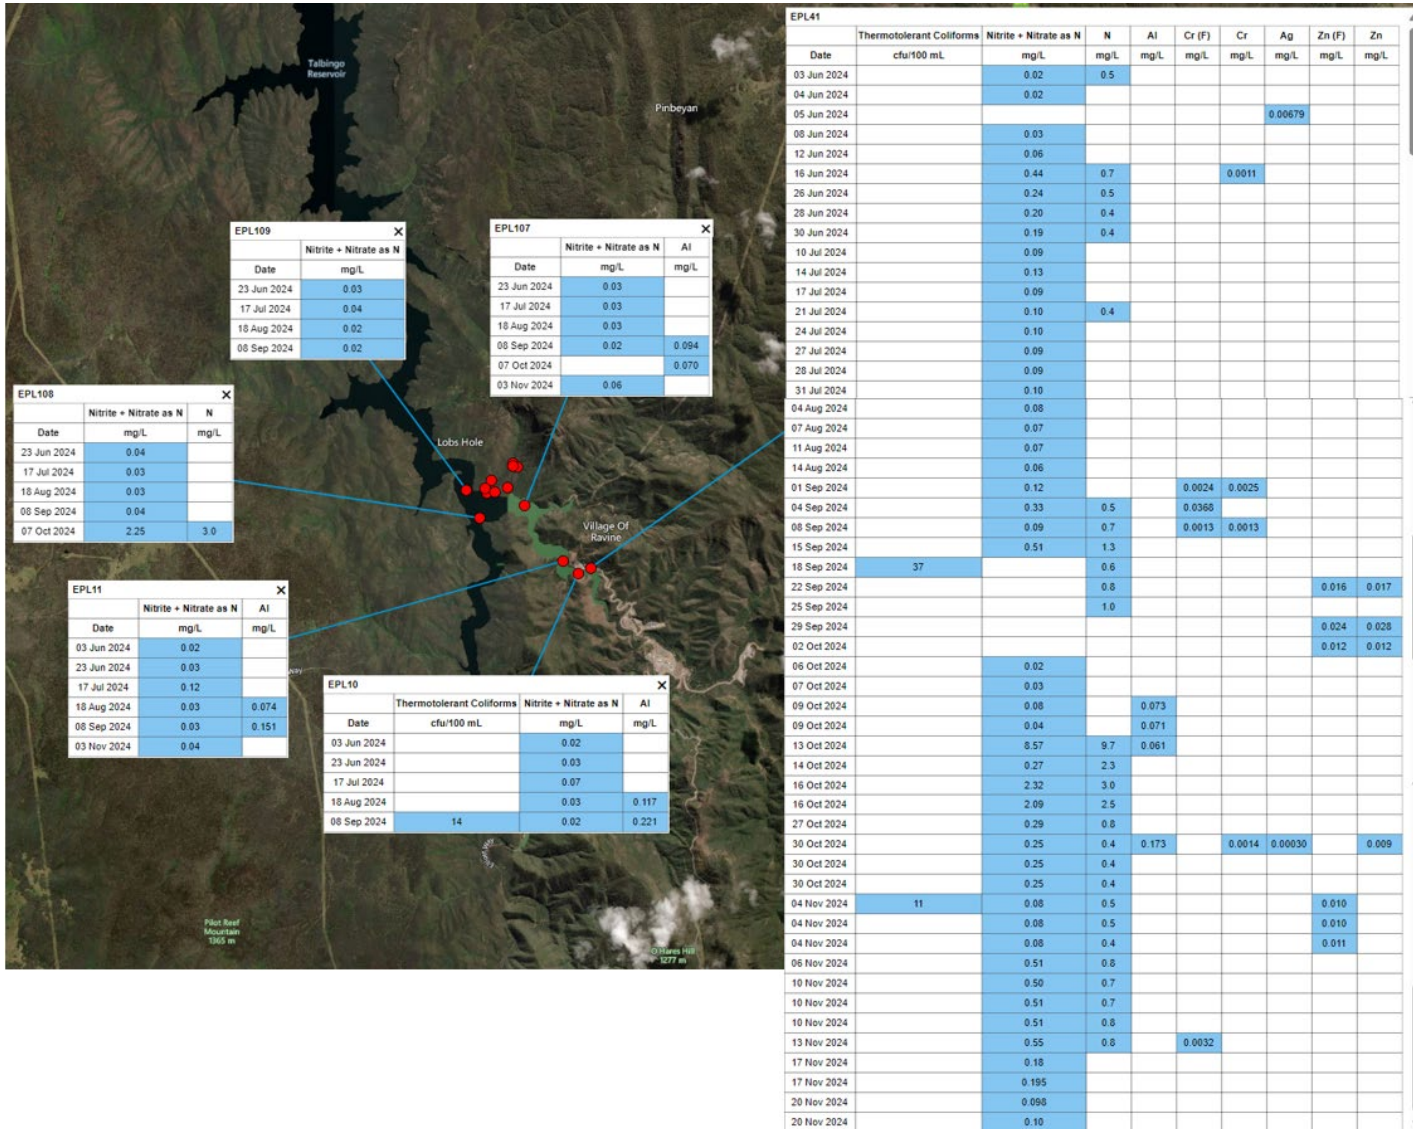 Talbingo
Reservoir
Pinbeyan
Lobs Hole
Village Of
Ravine
Pilot Reef
Mountain
1365 m
O Hares Hill
1277 m
way
EPL109 ×
Nitrite + Nitrate as N
Date mg/L
23 Jun 2024 0.03
17 Jul 2024 0.04
18 Aug 2024 0.02
08 Sep 2024 0.02
EPL107 ×
Nitrite + Nitrate as N Al
Date mg/L mg/L
23 Jun 2024 0.03
17 Jul 2024 0.03
18 Aug 2024 0.03
08 Sep 2024 0.02 0.094
07 Oct 2024 0.070
03 Nov 2024 0.06
EPL108 ×
Nitrite + Nitrate as N N
Date mg/L mg/L
23 Jun 2024 0.04
17 Jul 2024 0.03
18 Aug 2024 0.03
08 Sep 2024 0.04
07 Oct 2024 2.25 3.0
EPL11 ×
Nitrite + Nitrate as N Al
Date mg/L mg/L
03 Jun 2024 0.02
23 Jun 2024 0.03
17 Jul 2024 0.12
18 Aug 2024 0.03 0.074
08 Sep 2024 0.03 0.151
03 Nov 2024 0.04
EPL10 ×
Thermotolerant Coliforms Nitrite + Nitrate as N Al
Date cfu/100 mL mg/L mg/L
03 Jun 2024 0.02
23 Jun 2024 0.03
17 Jul 2024 0.07
18 Aug 2024 0.03 0.117
08 Sep 2024 14 0.02 0.221
EPL41
Thermotolerant Coliforms Nitrite + Nitrate as N N Al Cr (F) Cr Ag Zn (F) Zn
Date cfu/100 mL mg/L mg/L mg/L mg/L mg/L mg/L mg/L mg/L
03 Jun 2024 0.02 0.5
04 Jun 2024 0.02
05 Jun 2024 0.00679
08 Jun 2024 0.03
12 Jun 2024 0.06
16 Jun 2024 0.44 0.7 0.0011
26 Jun 2024 0.24 0.5
28 Jun 2024 0.20 0.4
30 Jun 2024 0.19 0.4
10 Jul 2024 0.09
14 Jul 2024 0.13
17 Jul 2024 0.09
21 Jul 2024 0.10 0.4
24 Jul 2024 0.10
27 Jul 2024 0.09
28 Jul 2024 0.09
31 Jul 2024 0.10
04 Aug 2024 0.08
07 Aug 2024 0.07
11 Aug 2024 0.07
14 Aug 2024 0.06
01 Sep 2024 0.12 0.0024 0.0025
04 Sep 2024 0.33 0.5 0.0368
08 Sep 2024 0.09 0.7 0.0013 0.0013
15 Sep 2024 0.51 1.3
18 Sep 2024 37 0.6
22 Sep 2024 0.8 0.016 0.017
25 Sep 2024 1.0
29 Sep 2024 0.024 0.028
02 Oct 2024 0.012 0.012
06 Oct 2024 0.02
07 Oct 2024 0.03
09 Oct 2024 0.08 0.073
09 Oct 2024 0.04 0.071
13 Oct 2024 8.57 9.7 0.061
14 Oct 2024 0.27 2.3
16 Oct 2024 2.32 3.0
16 Oct 2024 2.09 2.5
27 Oct 2024 0.29 0.8
30 Oct 2024 0.25 0.4 0.173 0.0014 0.00030 0.009
30 Oct 2024 0.25 0.4
30 Oct 2024 0.25 0.4
04 Nov 2024 11 0.08 0.5 0.010
04 Nov 2024 0.08 0.5 0.010
04 Nov 2024 0.08 0.4 0.011
06 Nov 2024 0.51 0.8
10 Nov 2024 0.50 0.7
10 Nov 2024 0.51 0.7
10 Nov 2024 0.51 0.8
13 Nov 2024 0.55 0.8 0.0032
17 Nov 2024 0.18
17 Nov 2024 0.195
20 Nov 2024 0.098
20 Nov 2024 0.10